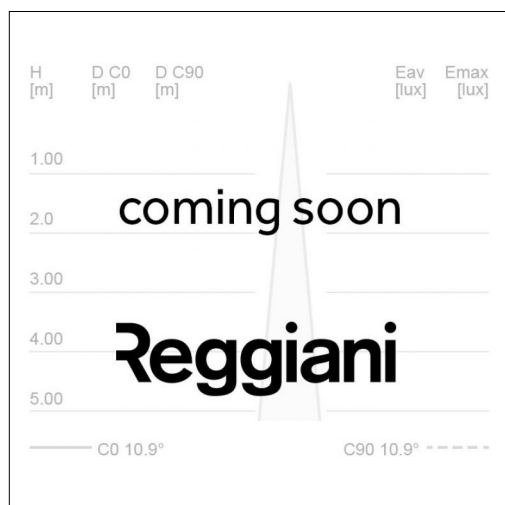 H D C0 D C90 Eav Emax
[m] [m] [m] [lux] [lux]
1.00
coming soon
2.0
3.00
4.00
Reggiani
5.00
C0 10.9° C90 10.9°